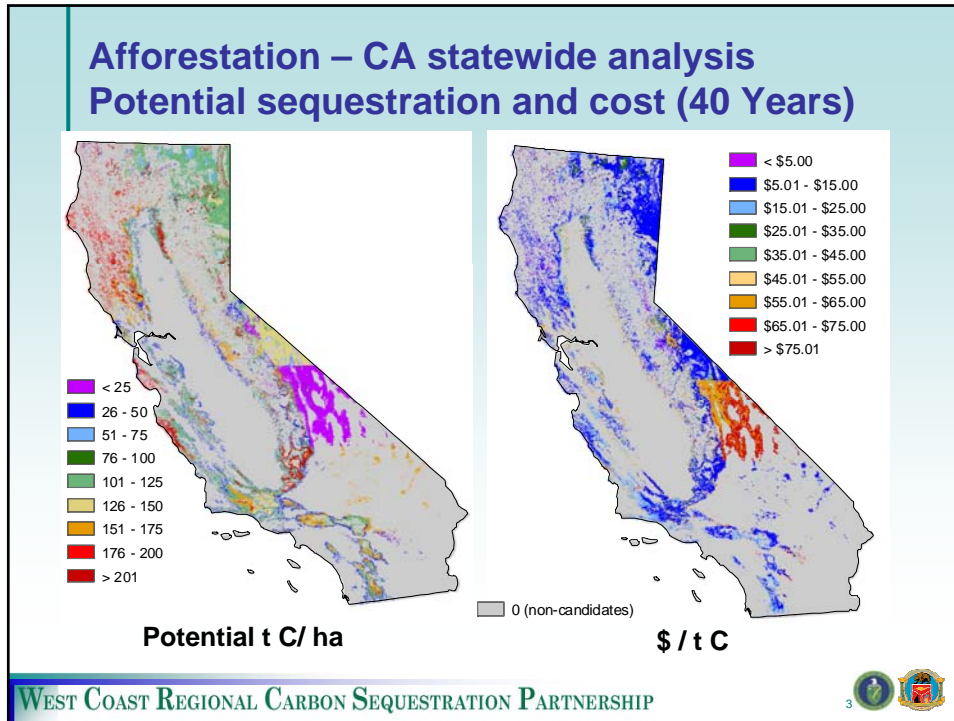 Afforestation – CA statewide analysis
Potential sequestration and cost (40 Years)
< 25
26 - 50
51 - 75
76 - 100
101 - 125
126 - 150
151 - 175
176 - 200
> 201
Potential t C/ ha
< $5.00
$5.01 - $15.00
$15.01 - $25.00
$25.01 - $35.00
$35.01 - $45.00
$45.01 - $55.00
$55.01 - $65.00
$65.01 - $75.00
> $75.01
0 (non-candidates)
$ / t C
WEST COAST REGIONAL CARBON SEQUESTRATION PARTNERSHIP
3